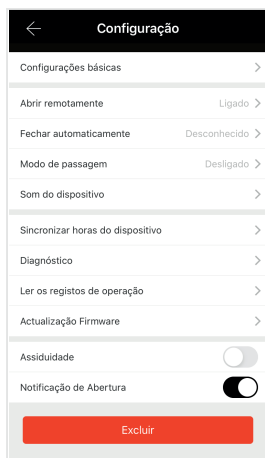 Configuração
Configurações básicas
Abrir remotamente Ligado
Fechar automaticamente Desconhecido
Modo de passagem Desligado
Som do dispositivo
Sincronizar horas do dispositivo
Diagnóstico
Ler os registos de operação
Actualização Firmware
Assiduidade
Notificação de Abertura
Excluir